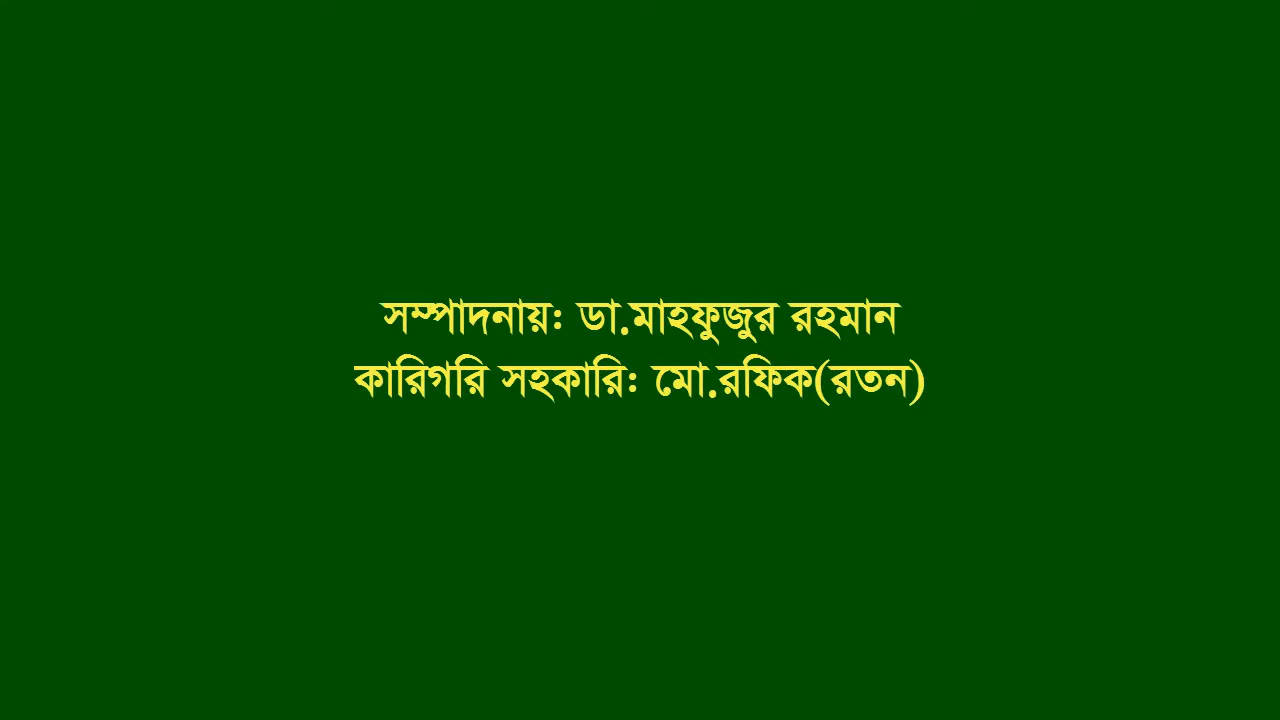 সম্পাদনায়ঃ ডা.মাহফুজুর রহমান
কারিগরি সহকারিঃ মো.রফিক(রতন)